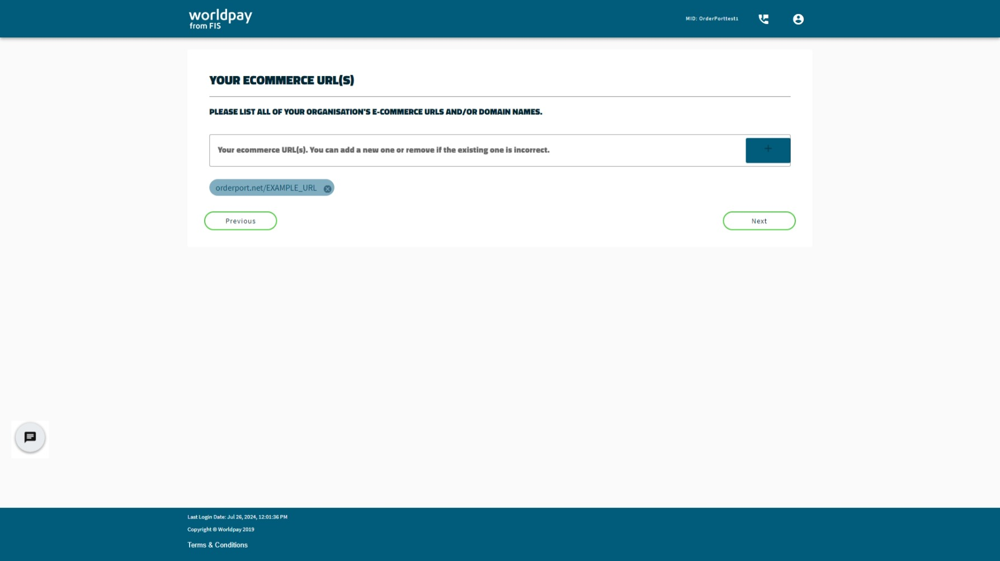 worldpay
from FIS
MID: OrderPorttest1
YOUR ECOMMERCE URL(S)
PLEASE LIST ALL OF YOUR ORGANISATION'S E-COMMERCE URLS AND/OR DOMAIN NAMES.
Your ecommerce URL(s). You can add a new one or remove if the existing one is incorrect.
+
orderport.net/EXAMPLE_URL
Previous
Next
Last Login Date: Jul 26, 2024, 12:01:36 PM
Copyright © Worldpay 2019
Terms & Conditions